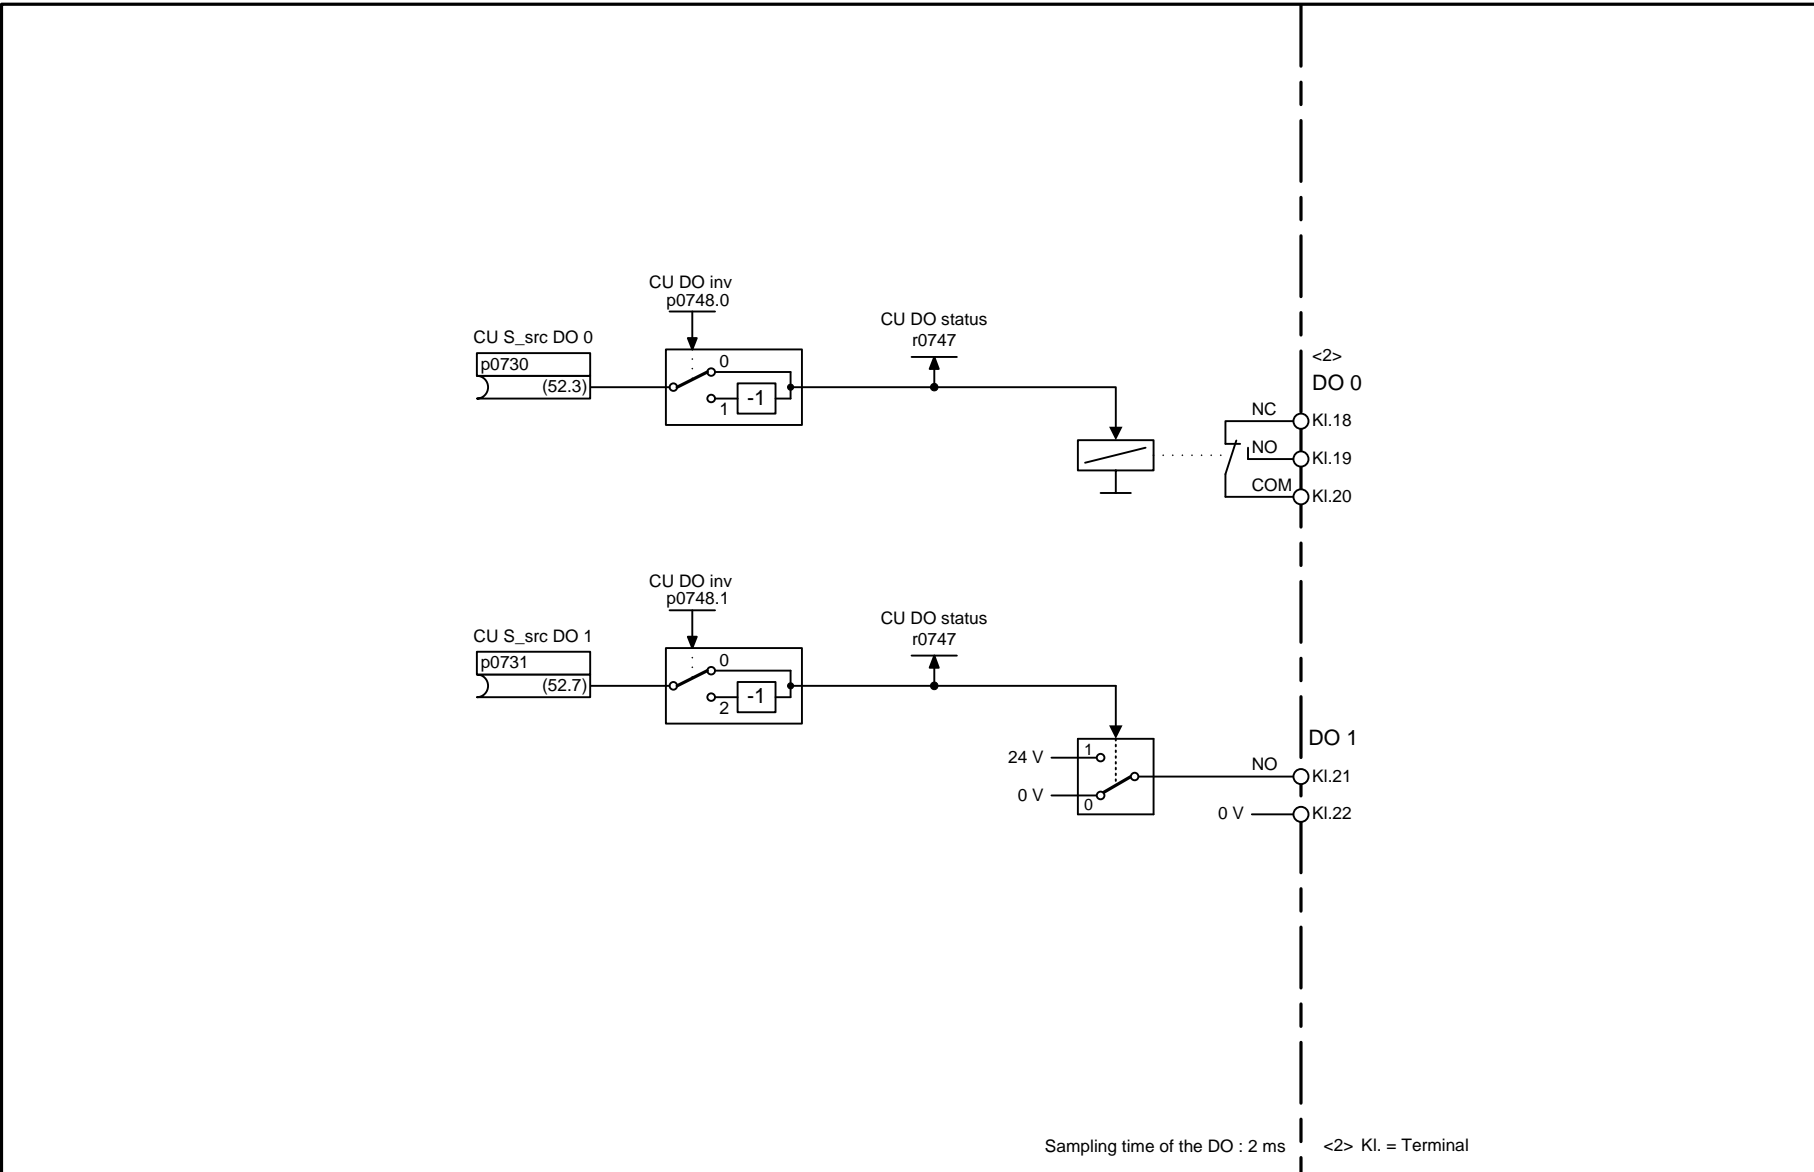 CU DO inv
p0748.0
CU S_src DO 0
p0730
(52.3)
0
1
-1
CU DO status
r0747
<2>
DO 0
NC
Kl.18
NO
Kl.19
COM
Kl.20
CU DO inv
p0748.1
CU S_src DO 1
p0731
(52.7)
0
2
-1
CU DO status
r0747
24 V
1
0 V
0
DO 1
NO
Kl.21
0 V
Kl.22
Sampling time of the DO : 2 ms
<2> Kl. = Terminal